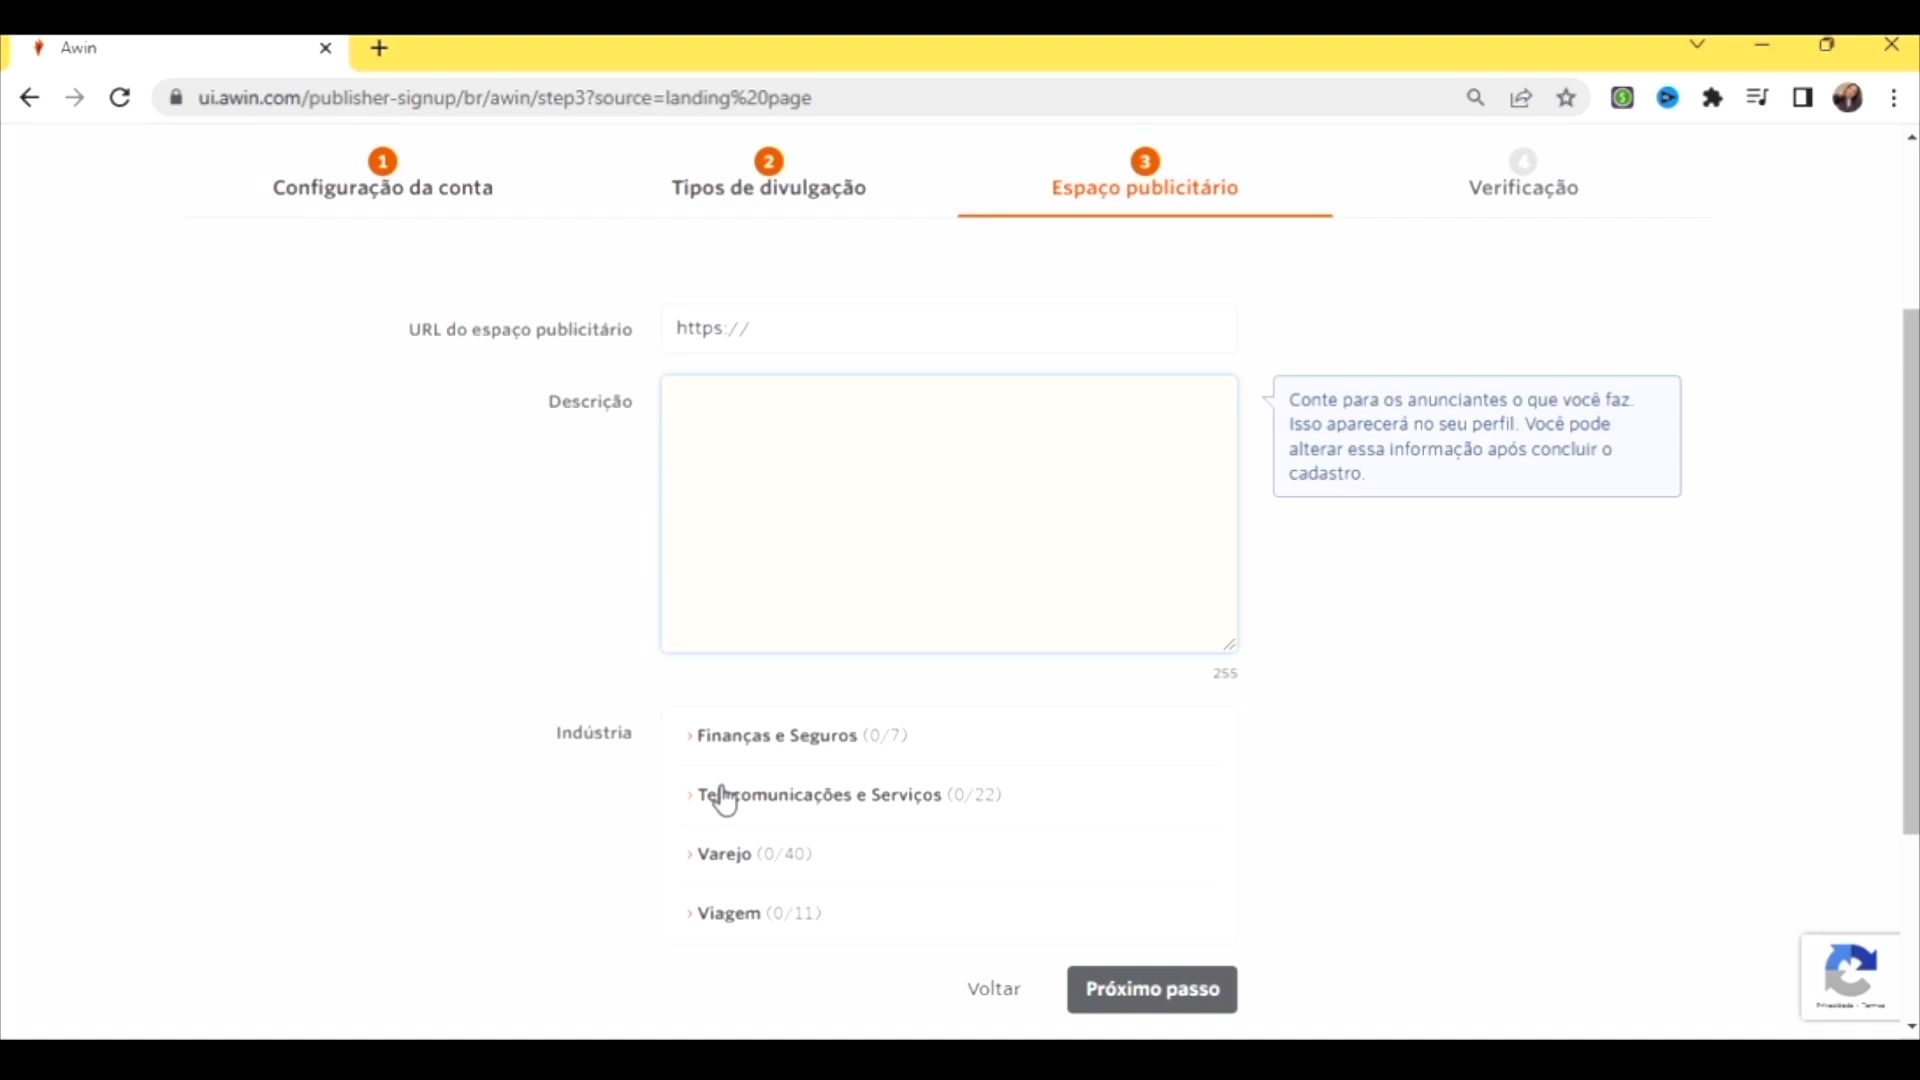 Awin
ui.awin.com/publisher-signup/br/awin/step3?source=landing%20page
1
2
3
4
Configuração da conta
Tipos de divulgação
Espaço publicitário
Verificação
URL do espaço publicitário
https://
Descrição
Conte para os anunciantes o que você faz.
Isso aparecerá no seu perfil. Você pode
alterar essa informação após concluir o
cadastro.
255
Indústria
Finanças e Seguros (0/7)
Telecomunicações e Serviços (0/22)
Varejo (0/40)
Viagem (0/11)
Voltar
Próximo passo
Privacidade - Termos